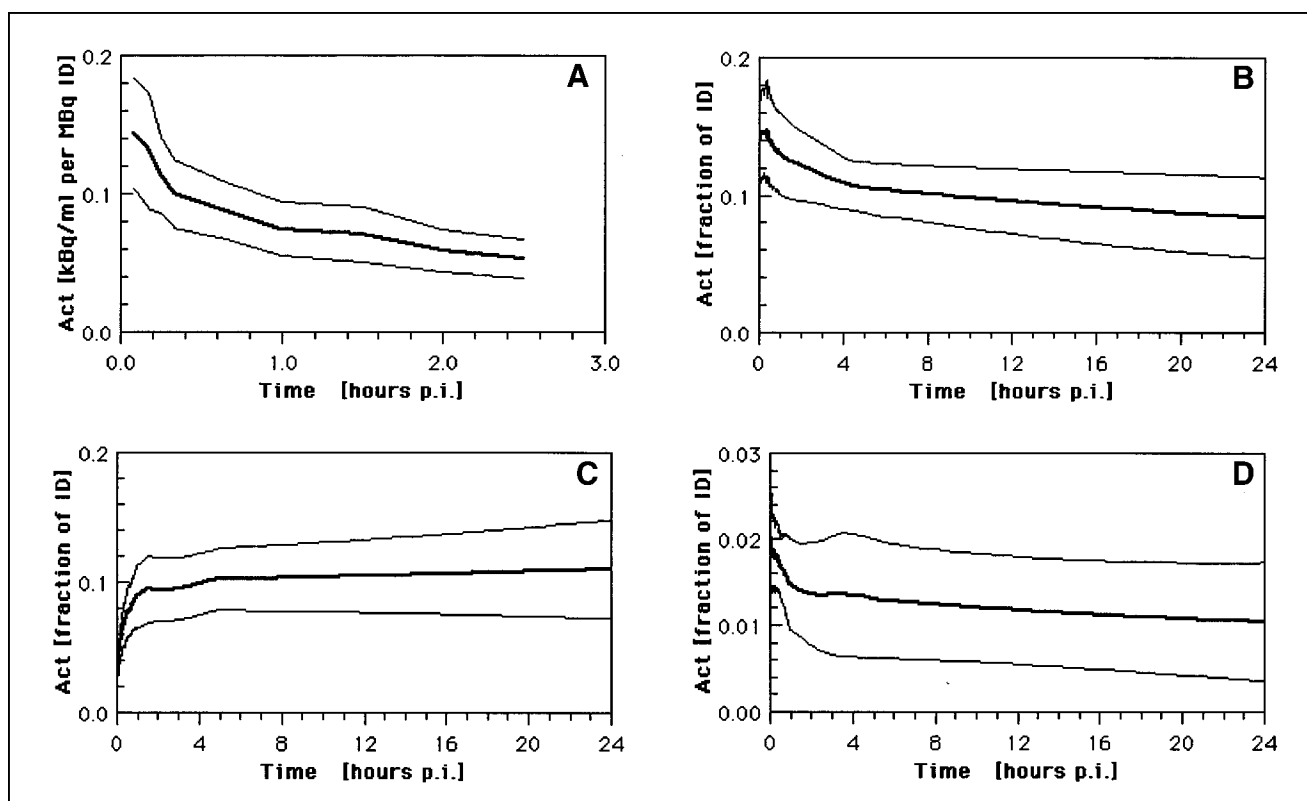 A
0.2
0.1
0.0
Act [kBq/ml per MBq ID]
0.0 1.0 2.0 3.0
Time [hours p.i.]
B
0.2
0.1
0.0
Act [fraction of ID]
0 4 8 12 16 20 24
Time [hours p.i.]
C
0.2
0.1
0.0
Act [fraction of ID]
0 4 8 12 16 20 24
Time [hours p.i.]
D
0.03
0.02
0.01
0.00
Act [fraction of ID]
0 4 8 12 16 20 24
Time [hours p.i.]